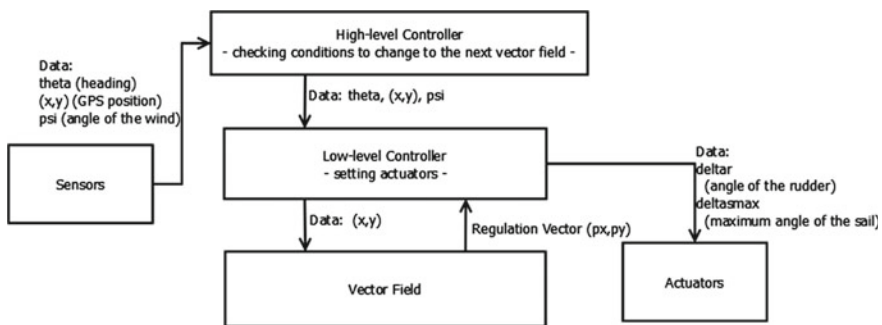 High-level Controller
- checking conditions to change to the next vector field -
Data:
theta (heading)
(x,y) (GPS position)
psi (angle of the wind)
Data: theta, (x,y), psi
Sensors
Low-level Controller
- setting actuators -
Data:
deltar
(angle of the rudder)
deltasmax
(maximum angle of the sail)
Data: (x,y)
Regulation Vector (px,py)
Vector Field
Actuators